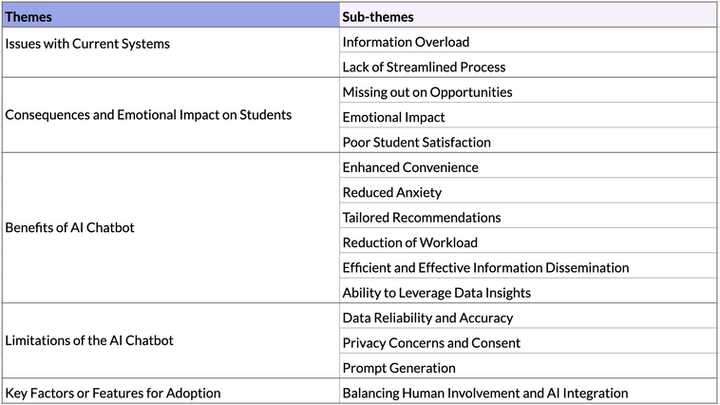 Themes Sub-themes
Issues with Current Systems Information Overload
Lack of Streamlined Process
Missing out on Opportunities
Consequences and Emotional Impact on Students Emotional Impact
Poor Student Satisfaction
Enhanced Convenience
Reduced Anxiety
Tailored Recommendations
Benefits of AI Chatbot
Reduction of Workload
Efficient and Effective Information Dissemination
Ability to Leverage Data Insights
Data Reliability and Accuracy
Limitations of the AI Chatbot Privacy Concerns and Consent
Prompt Generation
Key Factors or Features for Adoption Balancing Human Involvement and AI Integration